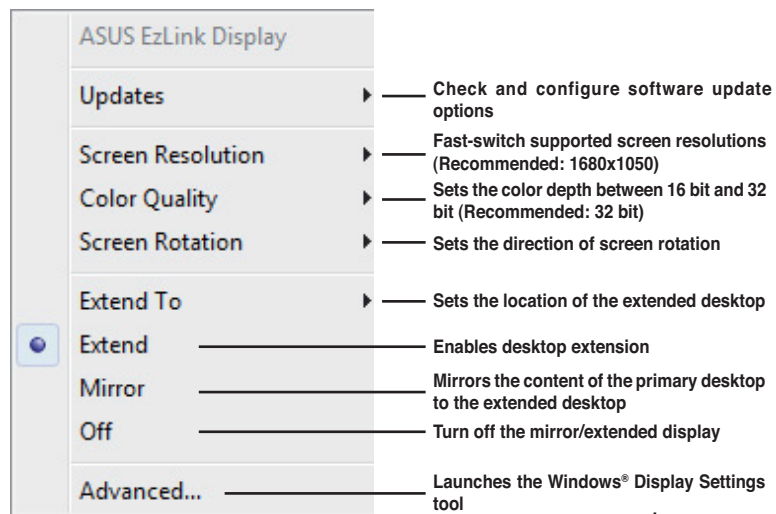 ASUS EzLink Display
Updates
Check and configure software update
options
Screen Resolution
Fast-switch supported screen resolutions
(Recommended: 1680x1050)
Color Quality
Sets the color depth between 16 bit and 32
bit (Recommended: 32 bit)
Screen Rotation
Sets the direction of screen rotation
Extend To
Sets the location of the extended desktop
Extend
Enables desktop extension
Mirror
Mirrors the content of the primary desktop
to the extended desktop
Off
Turn off the mirror/extended display
Advanced...
Launches the Windows® Display Settings
tool